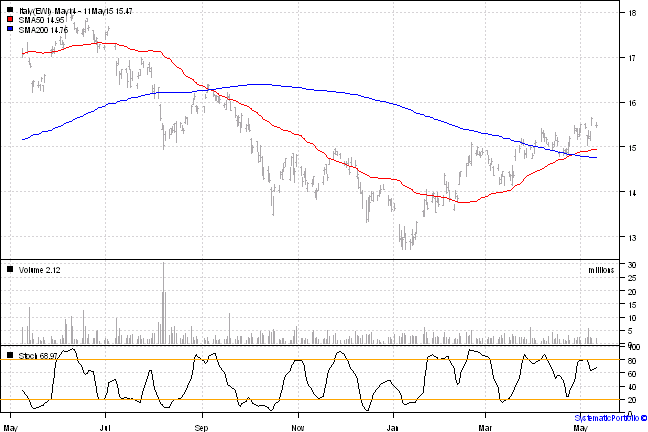 Italy(EWI) May14 - 11May15 15.47
SMA50 14.95
SMA200 14.76
18
17
16
15
14
13
Volume 2.12
millions
30
25
20
15
10
5
Stoch 68.97
100
80
60
40
20
0
May Jul Sep Nov Jan Mar May
SystematicPortfolio ©